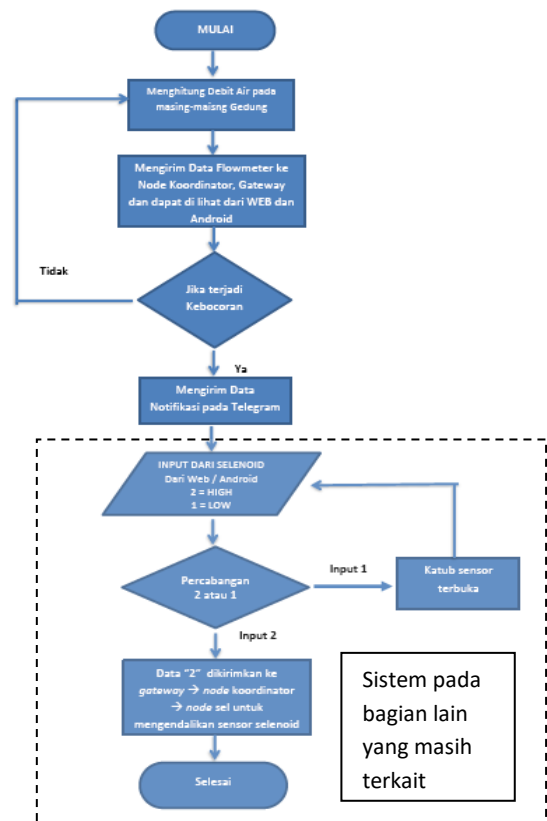 MULAI
Menghitung Debit Air pada
masing-maisng Gedung
Mengirim Data Flowmeter ke
Node Koordinator, Gateway
dan dapat di lihat dari WEB dan
Android
Tidak
Jika terjadi
Kebocoran
Ya
Mengirim Data
Notifikasi pada Telegram
INPUT DARI SELENOID
Dari Web / Android
2 = HIGH
1 = LOW
Percabangan
2 atau 1
Input 1
Katub sensor
terbuka
Input 2
Data “2” dikirimkan ke
gateway → node koordinator
→ node sel untuk
mengendalikan sensor selenoid
Sistem pada
bagian lain
yang masih
terkait
Selesai